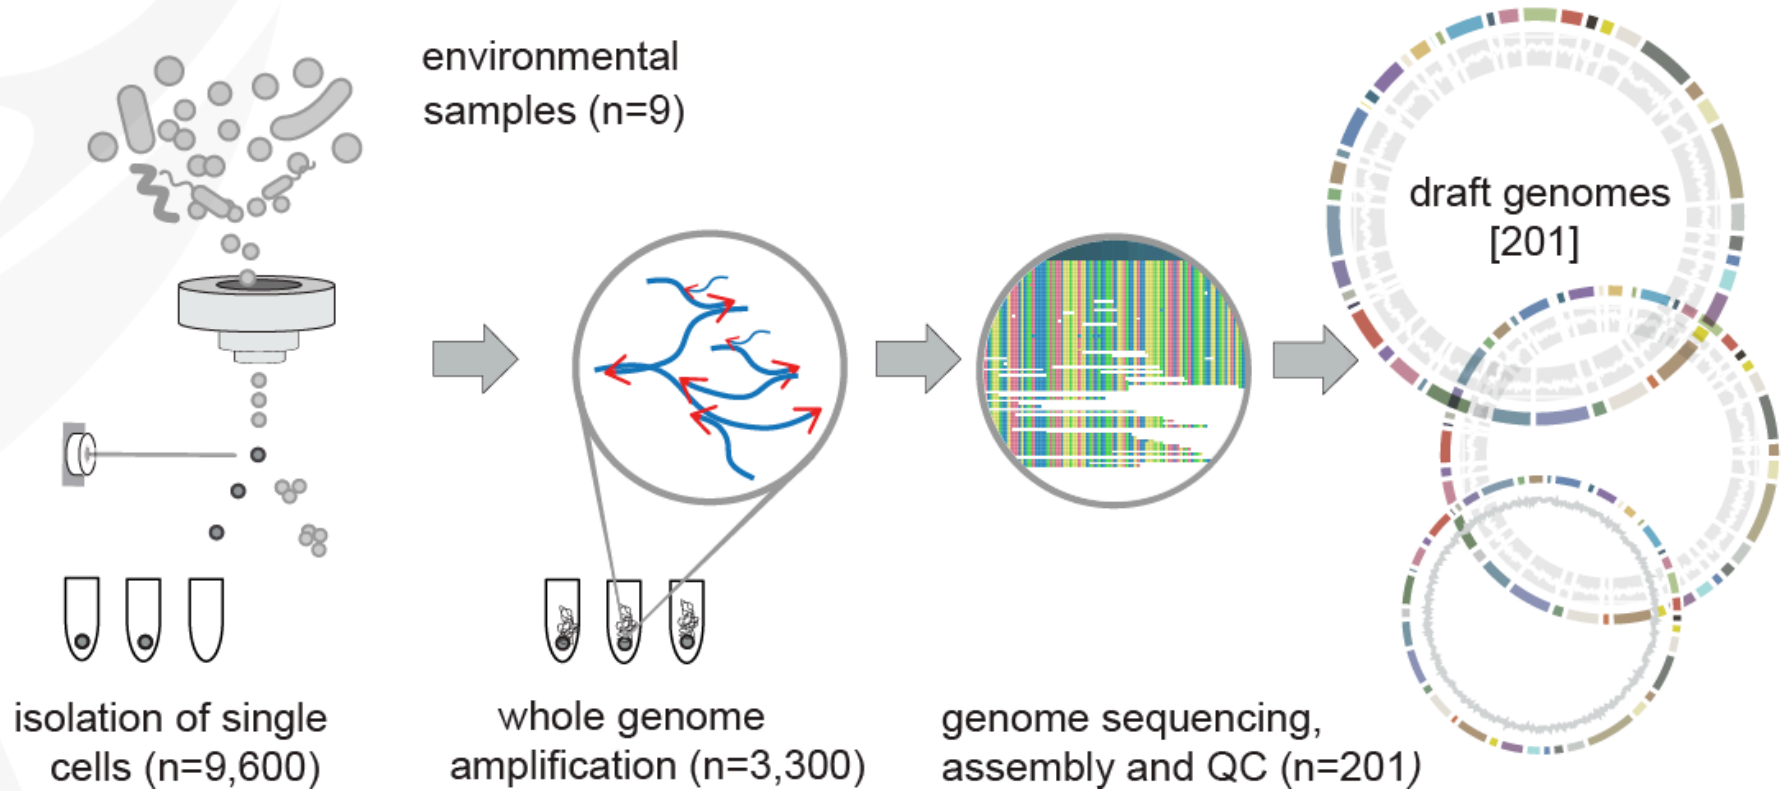 environmental
samples (n=9)
isolation of single
cells (n=9,600)
whole genome
amplification (n=3,300)
genome sequencing,
assembly and QC (n=201)
draft genomes
[201]